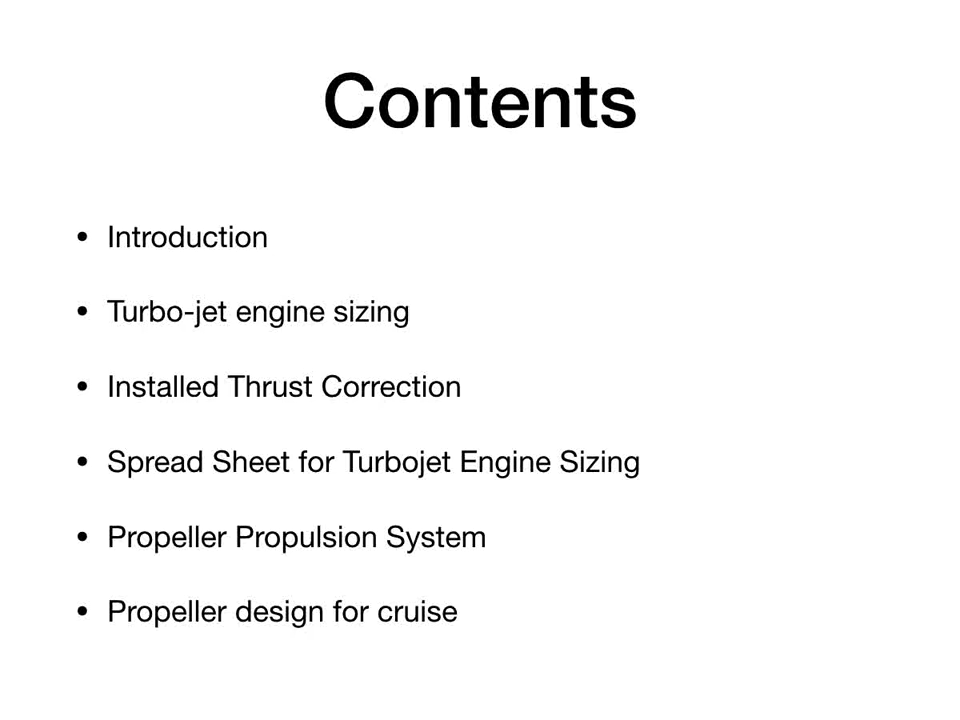 Contents
• Introduction
• Turbo-jet engine sizing
• Installed Thrust Correction
• Spread Sheet for Turbojet Engine Sizing
• Propeller Propulsion System
• Propeller design for cruise